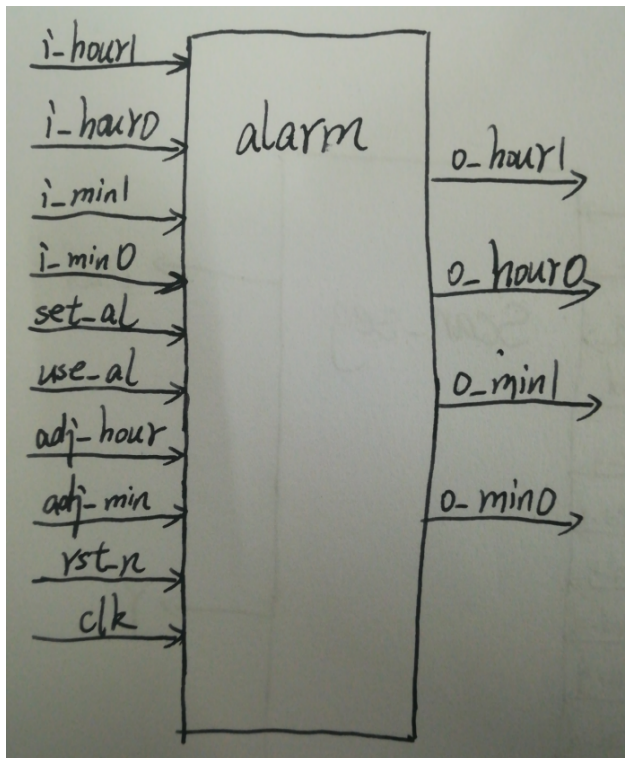 i_hour1
i_hour0
i_min1
i_min0
set_al
use_al
adj_hour
adj_min
rst_n
clk
alarm
o_hour1
o_hour0
o_min1
o_min0